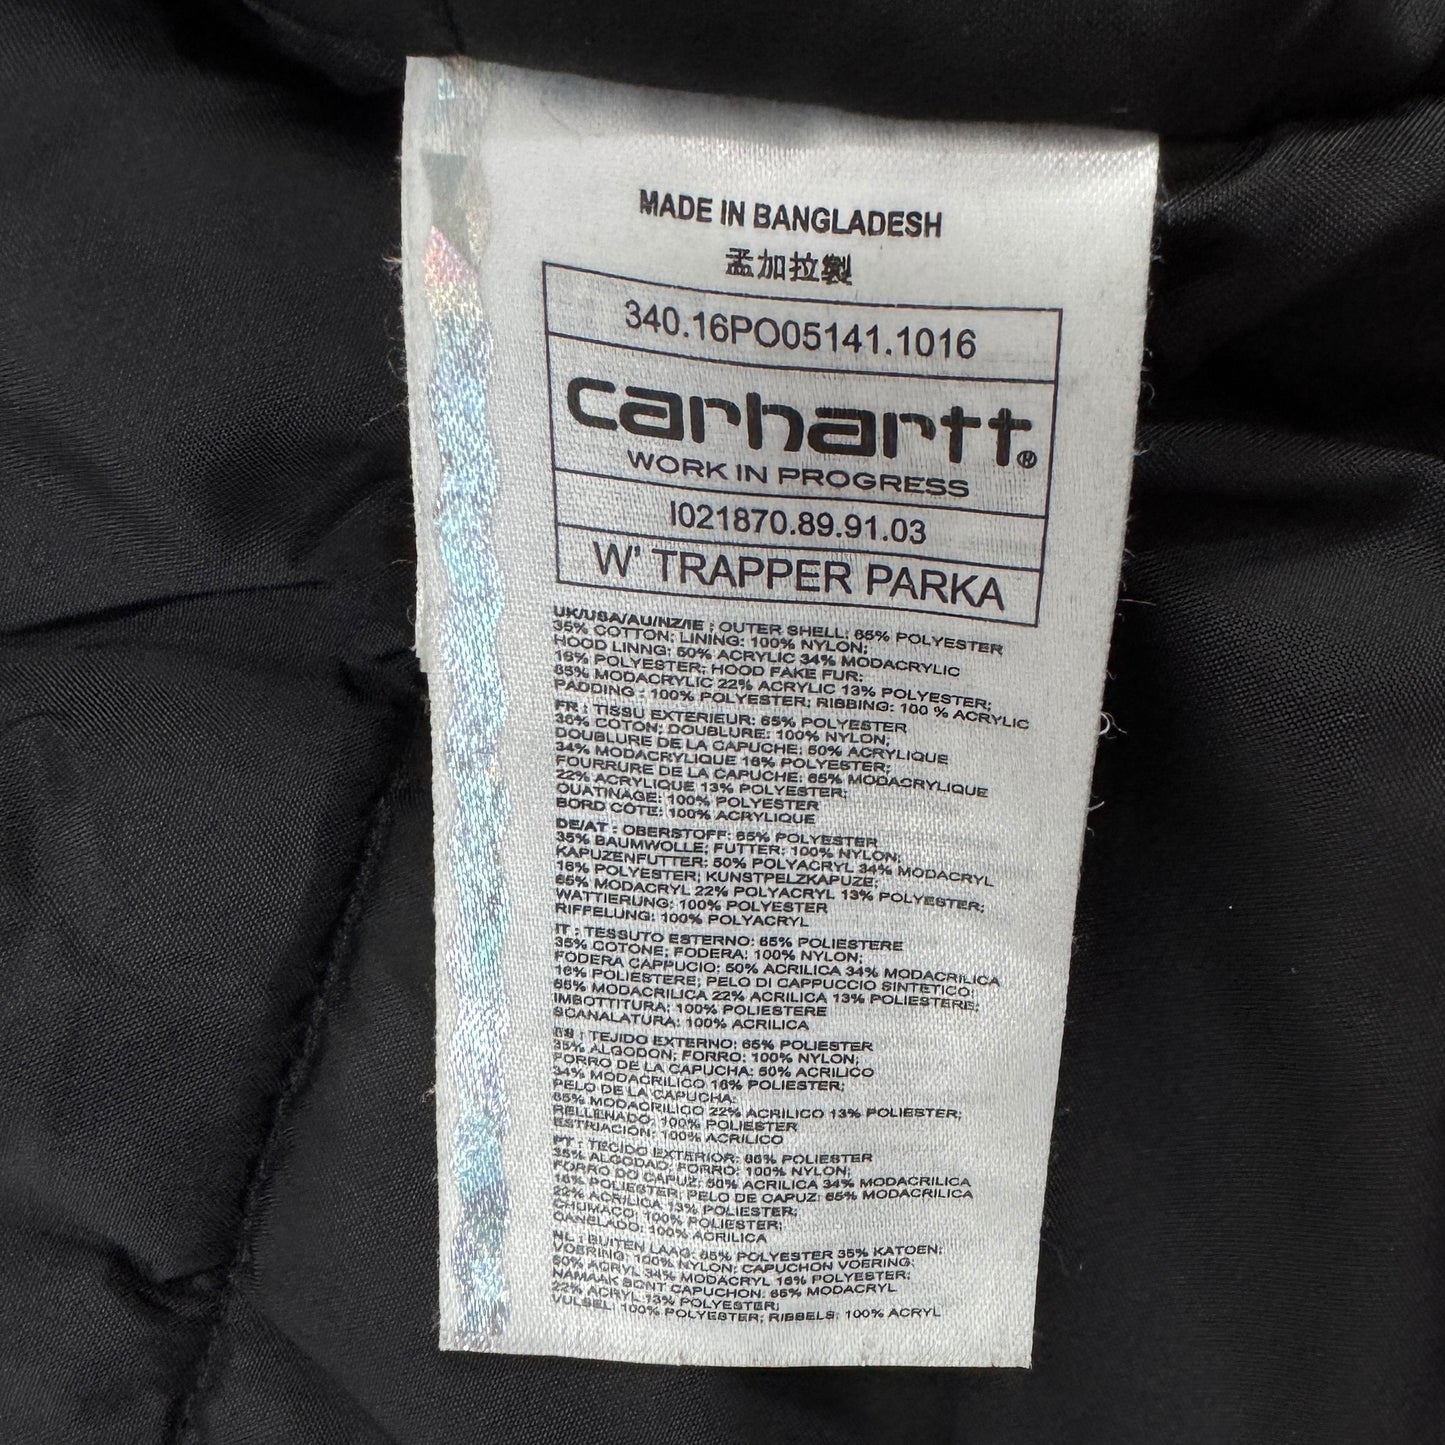 MADE IN BANGLADESH
孟加拉製
340.16PO05141.1016
carhartt®
WORK IN PROGRESS
I021870.89.91.03
W' TRAPPER PARKA
UK/USA/AU/NZ/IE : OUTER SHELL: 65% POLYESTER
35% COTTON; LINING: 100% NYLON;
HOOD LINNG: 50% ACRYLIC 34% MODACRYLIC
16% POLYESTER; HOOD FAKE FUR:
65% MODACRYLIC 22% ACRYLIC 13% POLYESTER;
PADDING : 100% POLYESTER; RIBBING: 100 % ACRYLIC
FR : TISSU EXTERIEUR: 65% POLYESTER
35% COTON; DOUBLURE: 100% NYLON;
DOUBLURE DE LA CAPUCHE: 50% ACRYLIQUE
34% MODACRYLIQUE 16% POLYESTER;
FOURRURE DE LA CAPUCHE: 65% MODACRYLIQUE
22% ACRYLIQUE 13% POLYESTER;
OUATINAGE: 100% POLYESTER
BORD CÔTE: 100% ACRYLIQUE
DE/AT : OBERSTOFF: 65% POLYESTER
35% BAUMWOLLE; FUTTER: 100% NYLON;
KAPUZENFUTTER: 50% POLYACRYL 34% MODACRYL
16% POLYESTER; KUNSTPELZKAPUZE:
65% MODACRYL 22% POLYACRYL 13% POLYESTER;
WATTIERUNG: 100% POLYESTER
RIFFELUNG: 100% POLYACRYL
IT : TESSUTO ESTERNO: 65% POLIESTERE
35% COTONE; FODERA: 100% NYLON;
FODERA CAPPUCIO: 50% ACRILICA 34% MODACRILICA
16% POLIESTERE; PELO DI CAPPUCCIO SINTETICO:
65% MODACRILICA 22% ACRILICA 13% POLIESTERE;
IMBOTTITURA: 100% POLIESTERE
SCANALATURA: 100% ACRILICA
ES : TEJIDO EXTERNO: 65% POLIESTER
35% ALGODON; FORRO: 100% NYLON;
FORRO DE LA CAPUCHA: 50% ACRILICO
34% MODACRILICO 16% POLIESTER;
PELO DE LA CAPUCHA:
65% MODACRILICO 22% ACRILICO 13% POLIESTER;
RELLENADO: 100% POLIESTER
ESTRIACIÓN: 100% ACRILICO
PT : TECIDO EXTERIOR: 65% POLIESTER
35% ALGODAO; FORRO: 100% NYLON;
FORRO DO CAPUZ: 50% ACRILICA 34% MODACRILICA
16% POLIESTER; PELO DE CAPUZ: 65% MODACRILICA
22% ACRILICA 13% POLIESTER;
CHUMACO: 100% POLIESTER;
CANELADO: 100% ACRILICA
NL : BUITEN LAAG: 65% POLYESTER 35% KATOEN;
VOERING: 100% NYLON; CAPUCHON VOERING:
50% ACRYL 34% MODACRYL 16% POLYESTER;
NAMAAK BONT CAPUCHON: 65% MODACRYL
22% ACRYL 13% POLYESTER;
VULSEL: 100% POLYESTER; RIBBELS: 100% ACRYL